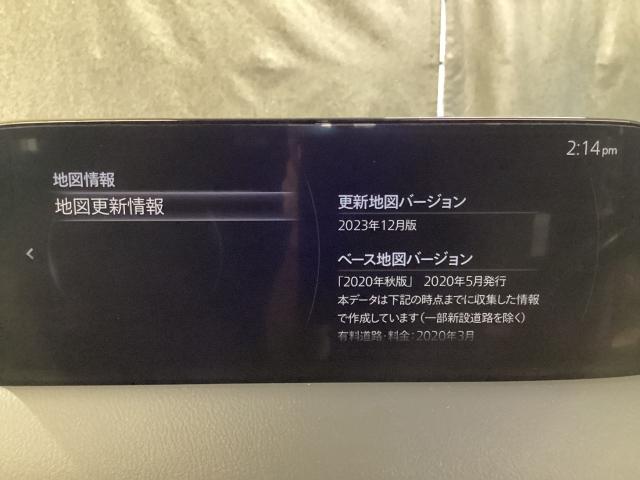 2:14pm
地図情報
地図更新情報
更新地図バージョン
2023年12月版
ベース地図バージョン
「2020年秋版」 2020年5月発行
本データは下記の時点までに収集した情報
で作成しています(一部新設道路を除く)
有料道路・料金:2020年3月